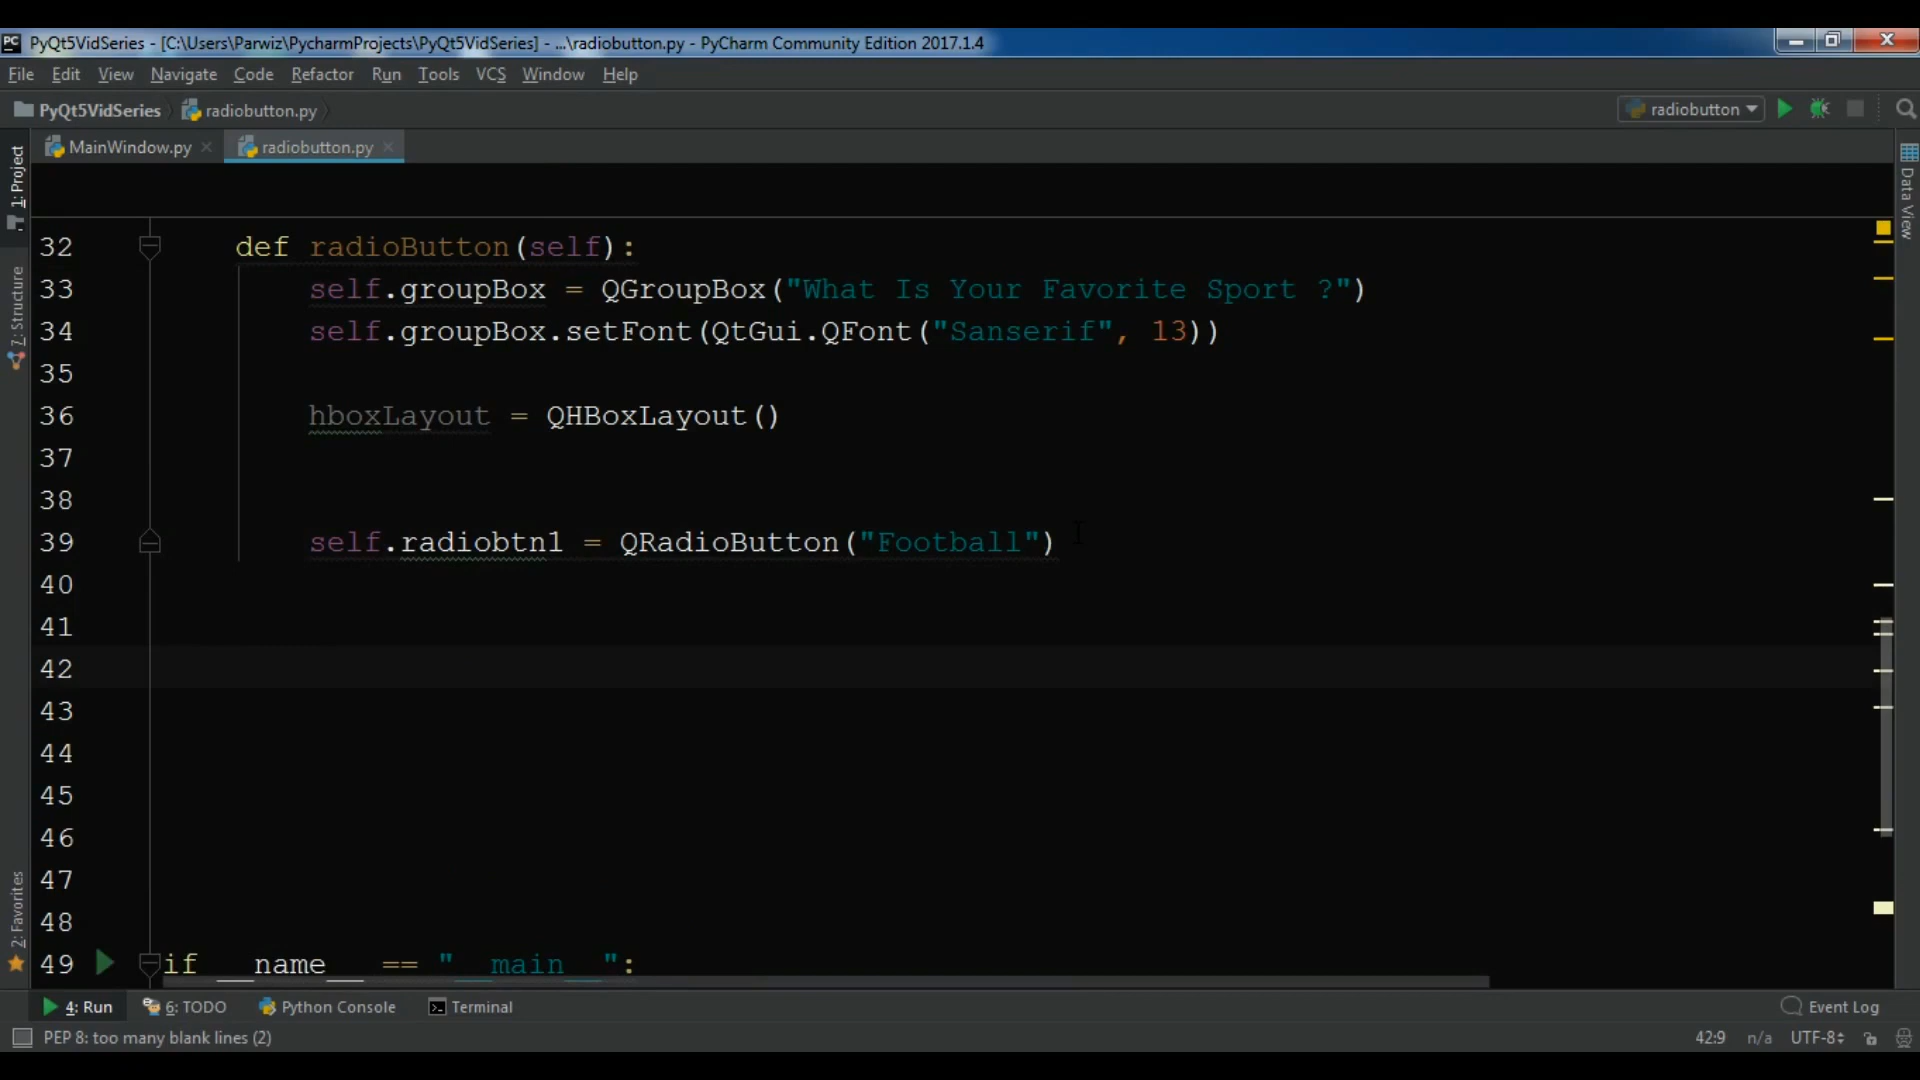 PyQt5VidSeries - [C:\Users\Parwiz\PycharmProjects\PyQt5VidSeries] - ...\radiobutton.py - PyCharm Community Edition 2017.1.4
File Edit View Navigate Code Refactor Run Tools VCS Window Help
PyQt5VidSeries radiobutton.py radiobutton
MainWindow.py radiobutton.py
1: Project
7: Structure
2: Favorites
Data View
32 def radioButton(self):
33 self.groupBox = QGroupBox("What Is Your Favorite Sport ?")
34 self.groupBox.setFont(QtGui.QFont("Sanserif", 13))
35
36 hboxLayout = QHBoxLayout()
37
38
39 self.radiobtn1 = QRadioButton("Football")
40
41
42
43
44
45
46
47
48
49 if __name__ == "__main__":
4: Run 6: TODO Python Console Terminal Event Log
PEP 8: too many blank lines (2) 42:9 n/a UTF-8